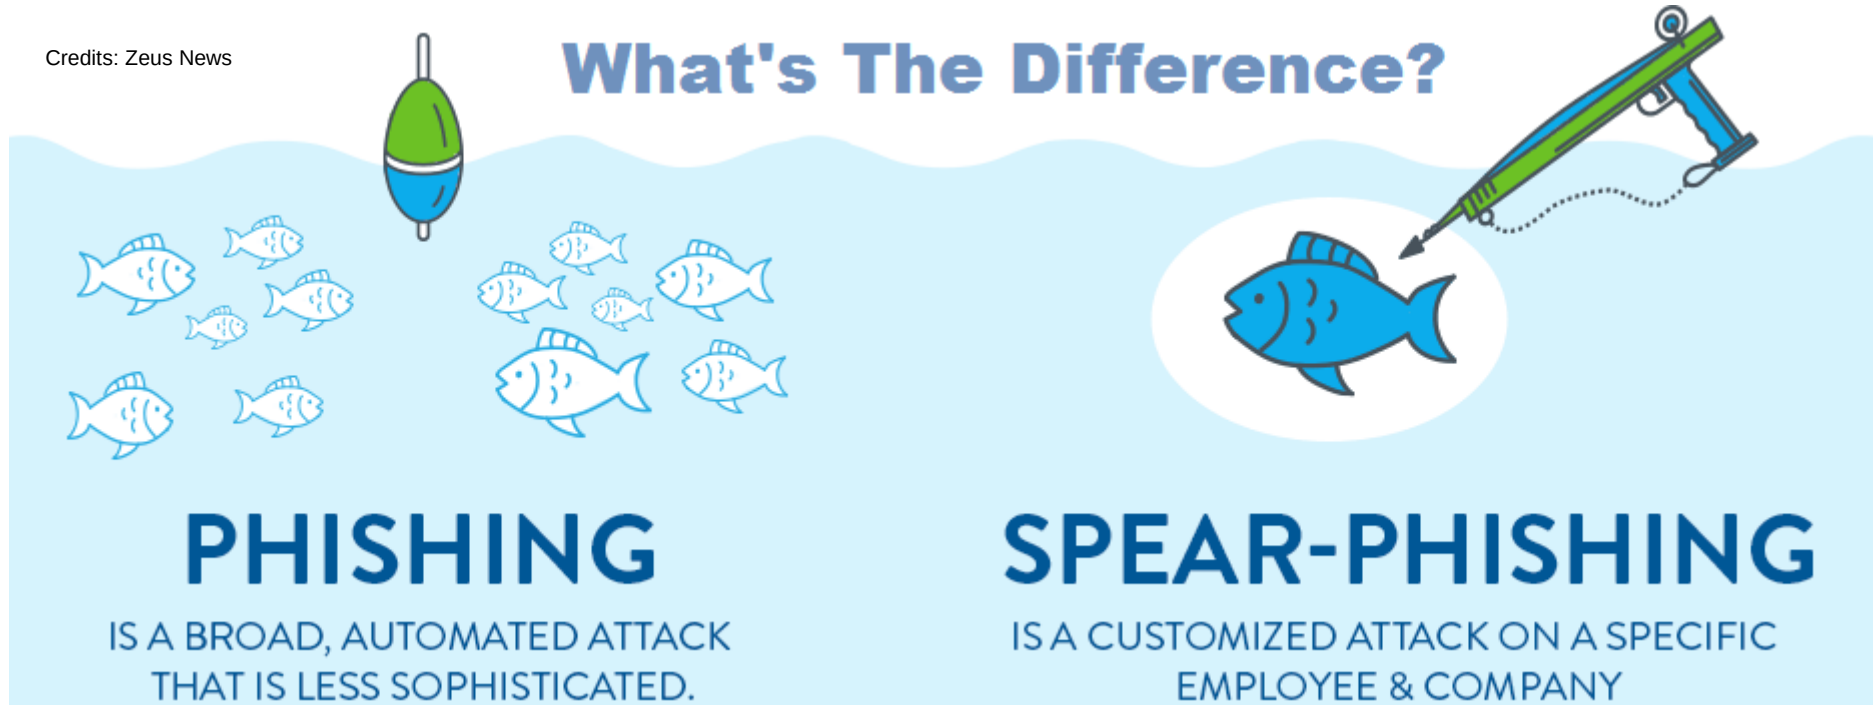 Credits: Zeus News
What's The Difference?
PHISHING
IS A BROAD, AUTOMATED ATTACK
THAT IS LESS SOPHISTICATED.
SPEAR-PHISHING
IS A CUSTOMIZED ATTACK ON A SPECIFIC
EMPLOYEE & COMPANY